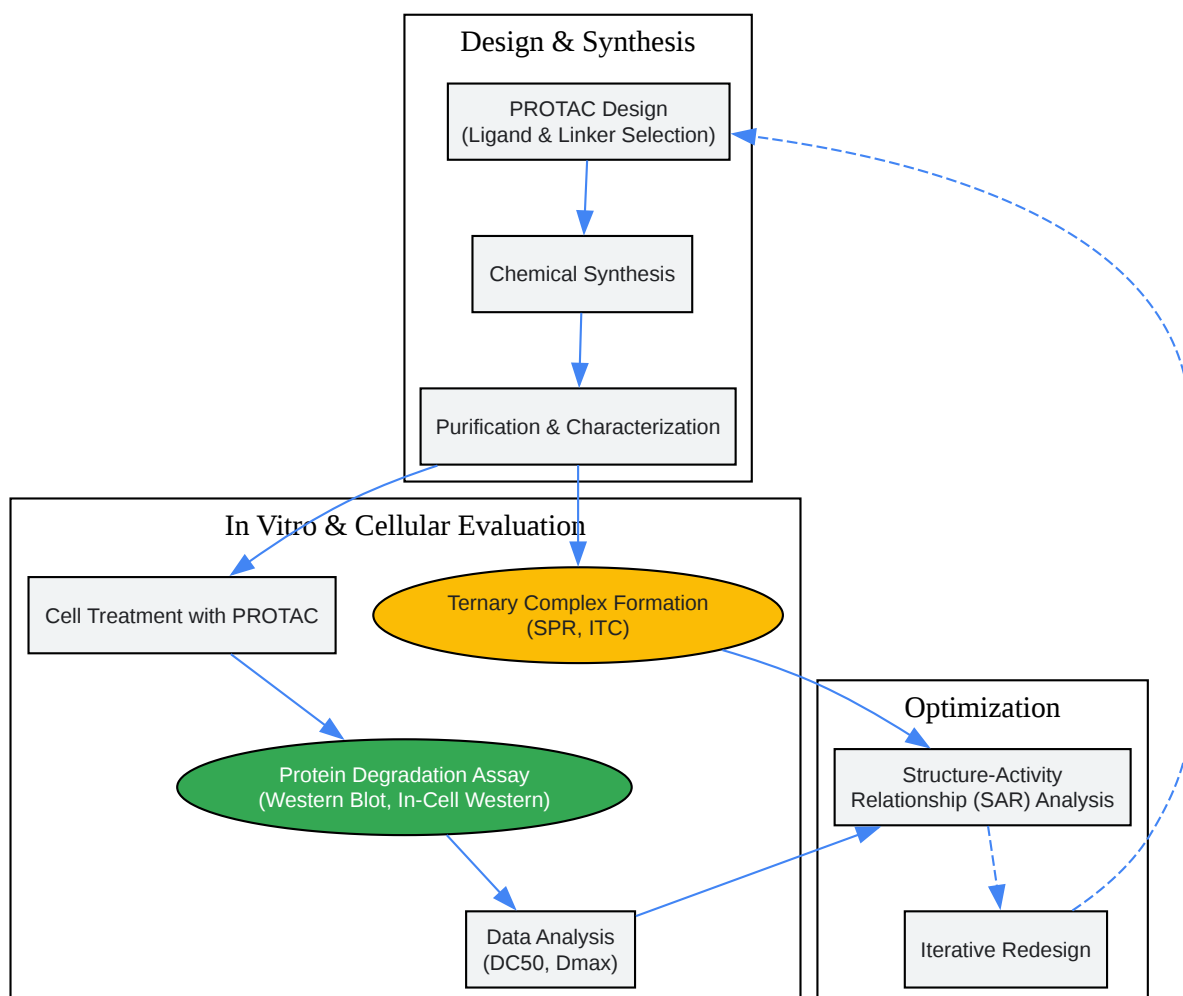 Design & Synthesis
PROTAC Design
(Ligand & Linker Selection)
Chemical Synthesis
Purification & Characterization
In Vitro & Cellular Evaluation
Cell Treatment with PROTAC
Ternary Complex Formation
(SPR, ITC)
Protein Degradation Assay
(Western Blot, In-Cell Western)
Data Analysis
(DC50, Dmax)
Optimization
Structure-Activity
Relationship (SAR) Analysis
Iterative Redesign